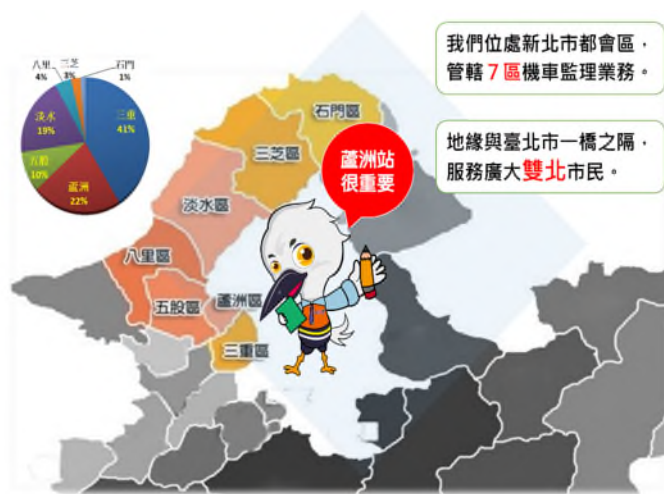 八里
4%
三芝
3%
石門
1%
淡水
19%
三重
41%
五股
10%
蘆洲
22%
我們位處新北市都會區，
管轄7區機車監理業務。
地緣與臺北市一橋之隔，
服務廣大雙北市民。
石門區
三芝區
蘆洲站
很重要
淡水區
八里區
五股區
蘆洲區
三重區